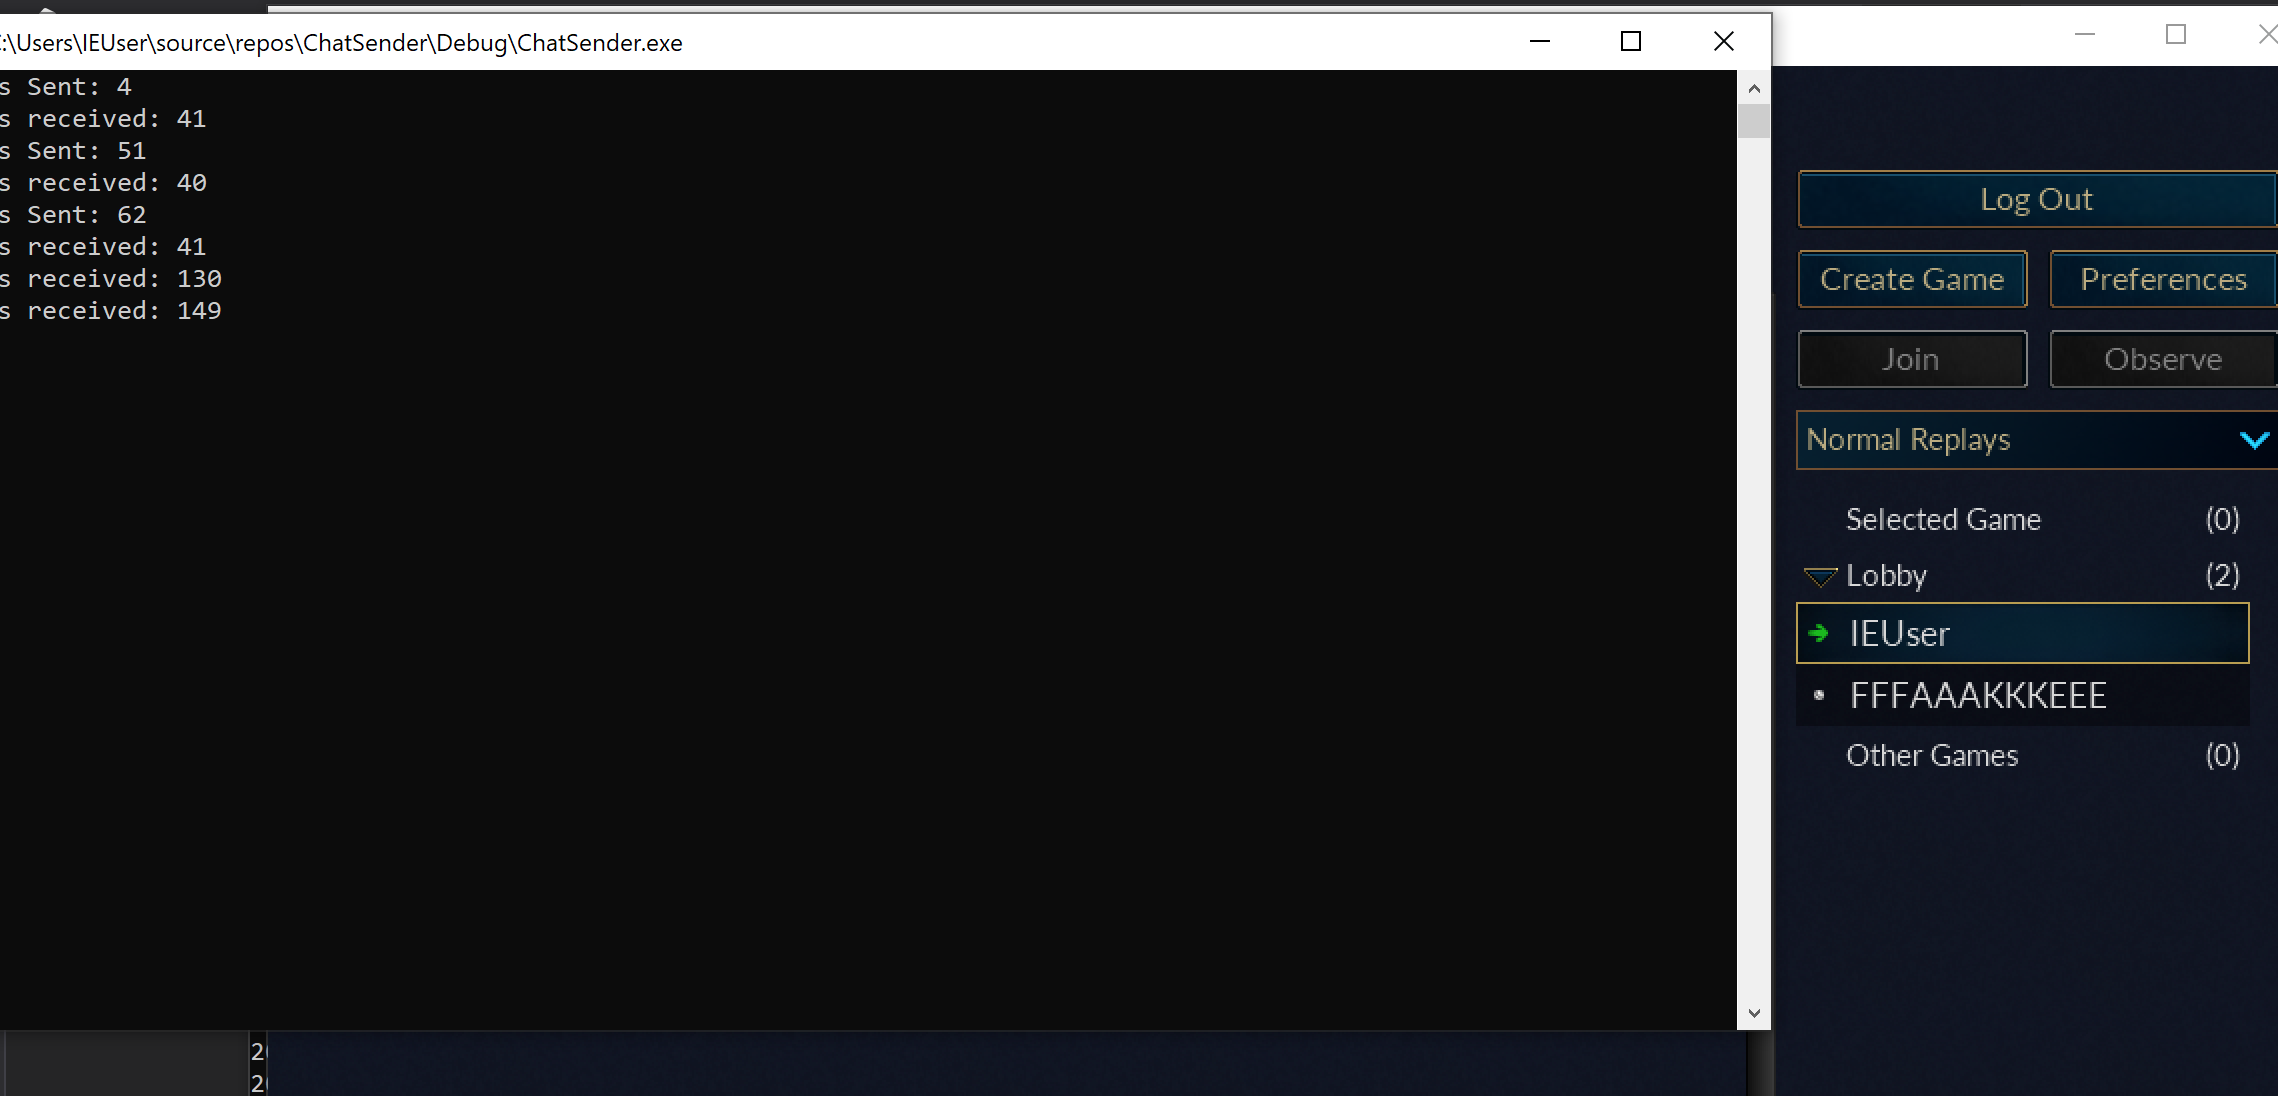 :\Users\IEUser\source\repos\ChatSender\Debug\ChatSender.exe
s Sent: 4
s received: 41
s Sent: 51
s received: 40
s Sent: 62
s received: 41
s received: 130
s received: 149
Log Out
Create Game
Preferences
Join
Observe
Normal Replays
Selected Game (0)
Lobby (2)
IEUser
FFFAAAKKKEEE
Other Games (0)
2
2